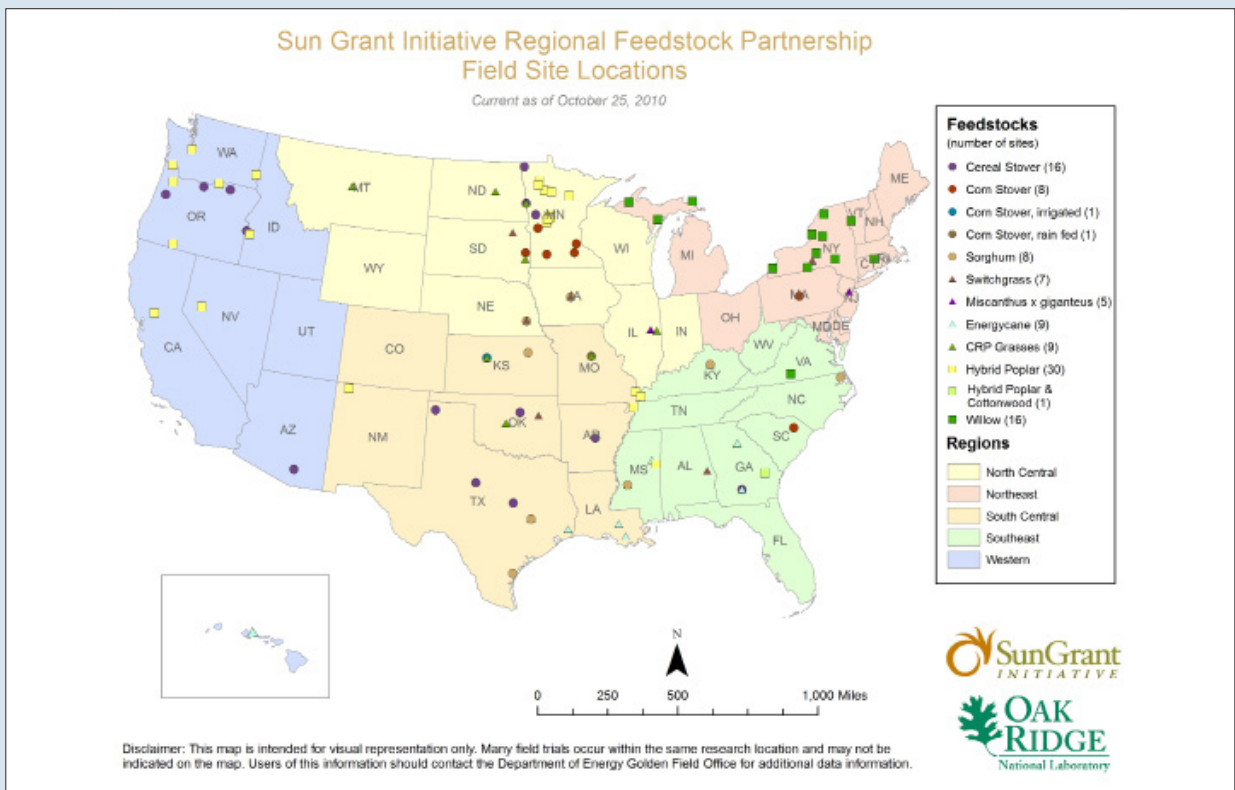 Sun Grant Initiative Regional Feedstock Partnership
Field Site Locations
Current as of October 25, 2010
WA
OR
ID
MT
ND
MN
SD
WY
NE
IA
WI
MI
IL
IN
OH
NV
UT
CA
AZ
CO
NM
KS
MO
OK
AR
TX
LA
ME
VT
NH
NY
CT
RI
PA
NJ
MD
DE
WV
VA
KY
TN
NC
SC
MS
AL
GA
FL
Feedstocks
(number of sites)
Cereal Stover (16)
Corn Stover (8)
Corn Stover, irrigated (1)
Corn Stover, rain fed (1)
Sorghum (8)
Switchgrass (7)
Miscanthus x giganteus (5)
Energycane (9)
CRP Grasses (9)
Hybrid Poplar (30)
Hybrid Poplar &
Cottonwood (1)
Willow (16)
Regions
North Central
Northeast
South Central
Southeast
Western
N
0 250 500 1,000 Miles
SunGrant
INITIATIVE
OAK
RIDGE
National Laboratory
Disclaimer: This map is intended for visual representation only. Many field trials occur within the same research location and may not be
indicated on the map. Users of this information should contact the Department of Energy Golden Field Office for additional data information.